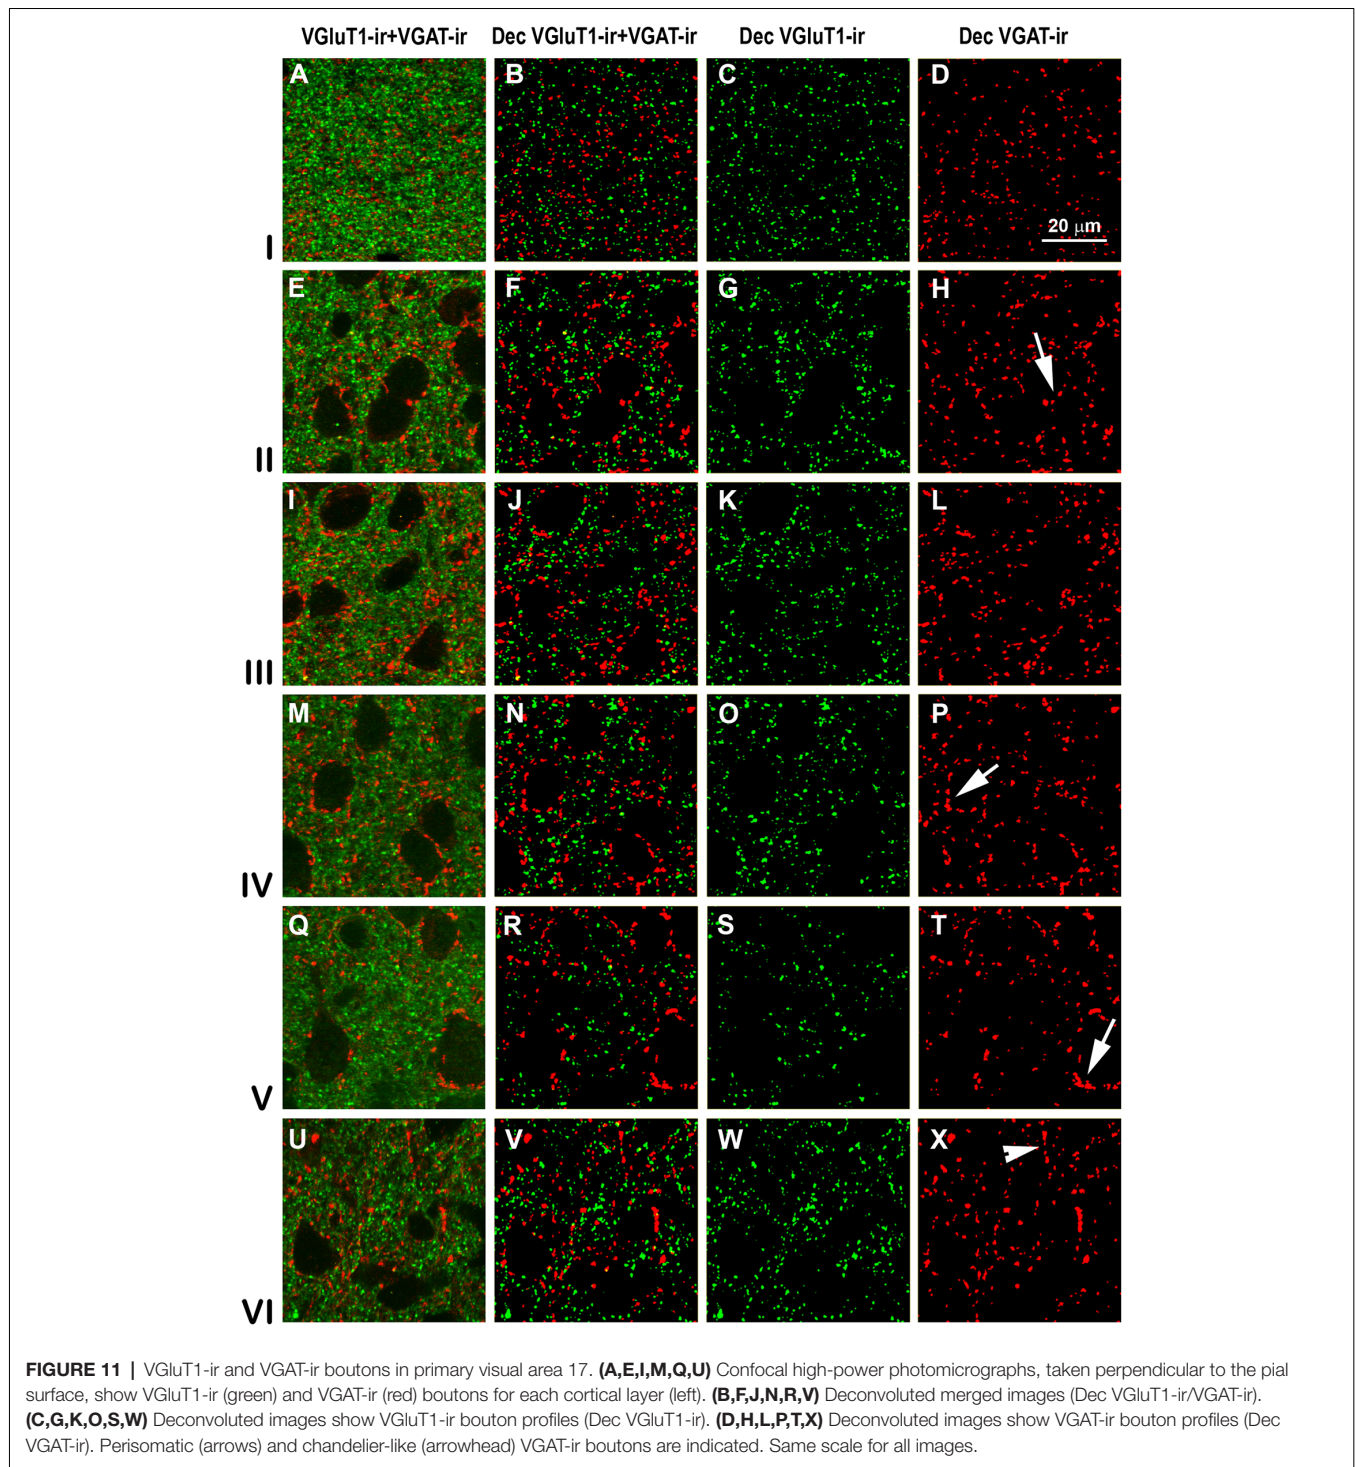 VGluT1-ir+VGAT-ir Dec VGluT1-ir+VGAT-ir Dec VGluT1-ir Dec VGAT-ir
A B C D
20 μm
I
E F G H
II
I J K L
III
M N O P
IV
Q R S T
V
U V W X
VI
FIGURE 11 | VGluT1-ir and VGAT-ir boutons in primary visual area 17. (A,E,I,M,Q,U) Confocal high-power photomicrographs, taken perpendicular to the pial
surface, show VGluT1-ir (green) and VGAT-ir (red) boutons for each cortical layer (left). (B,F,J,N,R,V) Deconvoluted merged images (Dec VGluT1-ir/VGAT-ir).
(C,G,K,O,S,W) Deconvoluted images show VGluT1-ir bouton profiles (Dec VGluT1-ir). (D,H,L,P,T,X) Deconvoluted images show VGAT-ir bouton profiles (Dec
VGAT-ir). Perisomatic (arrows) and chandelier-like (arrowhead) VGAT-ir boutons are indicated. Same scale for all images.